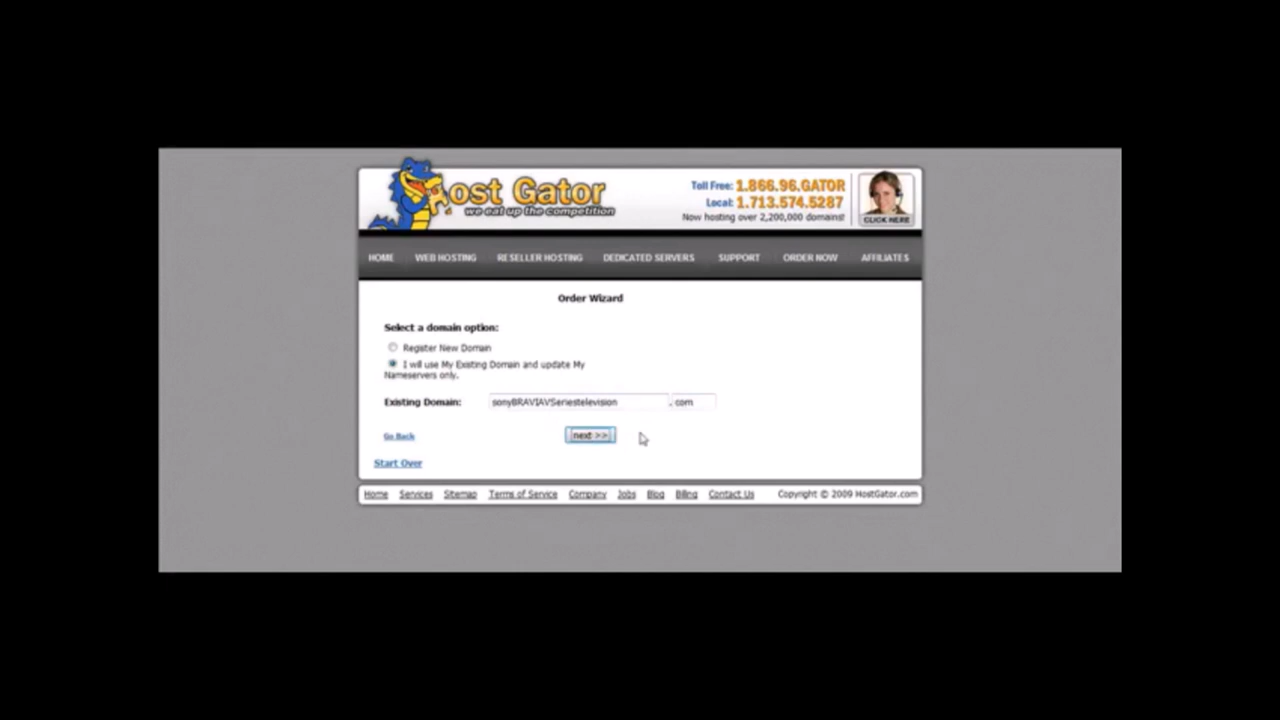 Host Gator
we eat up the competition
Toll Free: 1.866.96.GATOR
Local: 1.713.574.5287
Now hosting over 2,200,000 domains!
CLICK HERE
HOME WEB HOSTING RESELLER HOSTING DEDICATED SERVERS SUPPORT ORDER NOW AFFILIATES
Order Wizard
Select a domain option:
Register New Domain
I will use My Existing Domain and update My
Nameservers only.
Existing Domain: sonyBRAVIAVSeriestelevision . com
Go Back next >>
Start Over
Home Services Sitemap Terms of Service Company Jobs Blog Billing Contact Us Copyright © 2009 HostGator.com